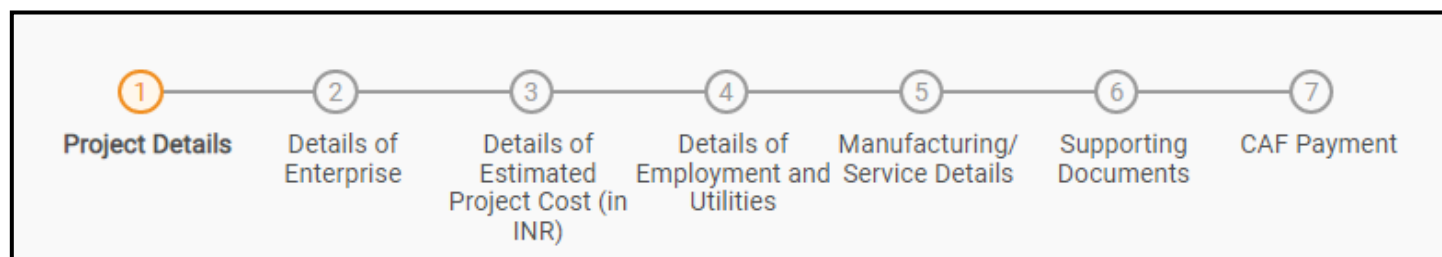 1 2 3 4 5 6 7
Project Details
Details of
Enterprise
Details of
Estimated
Project Cost (in
INR)
Details of
Employment and
Utilities
Manufacturing/
Service Details
Supporting
Documents
CAF Payment